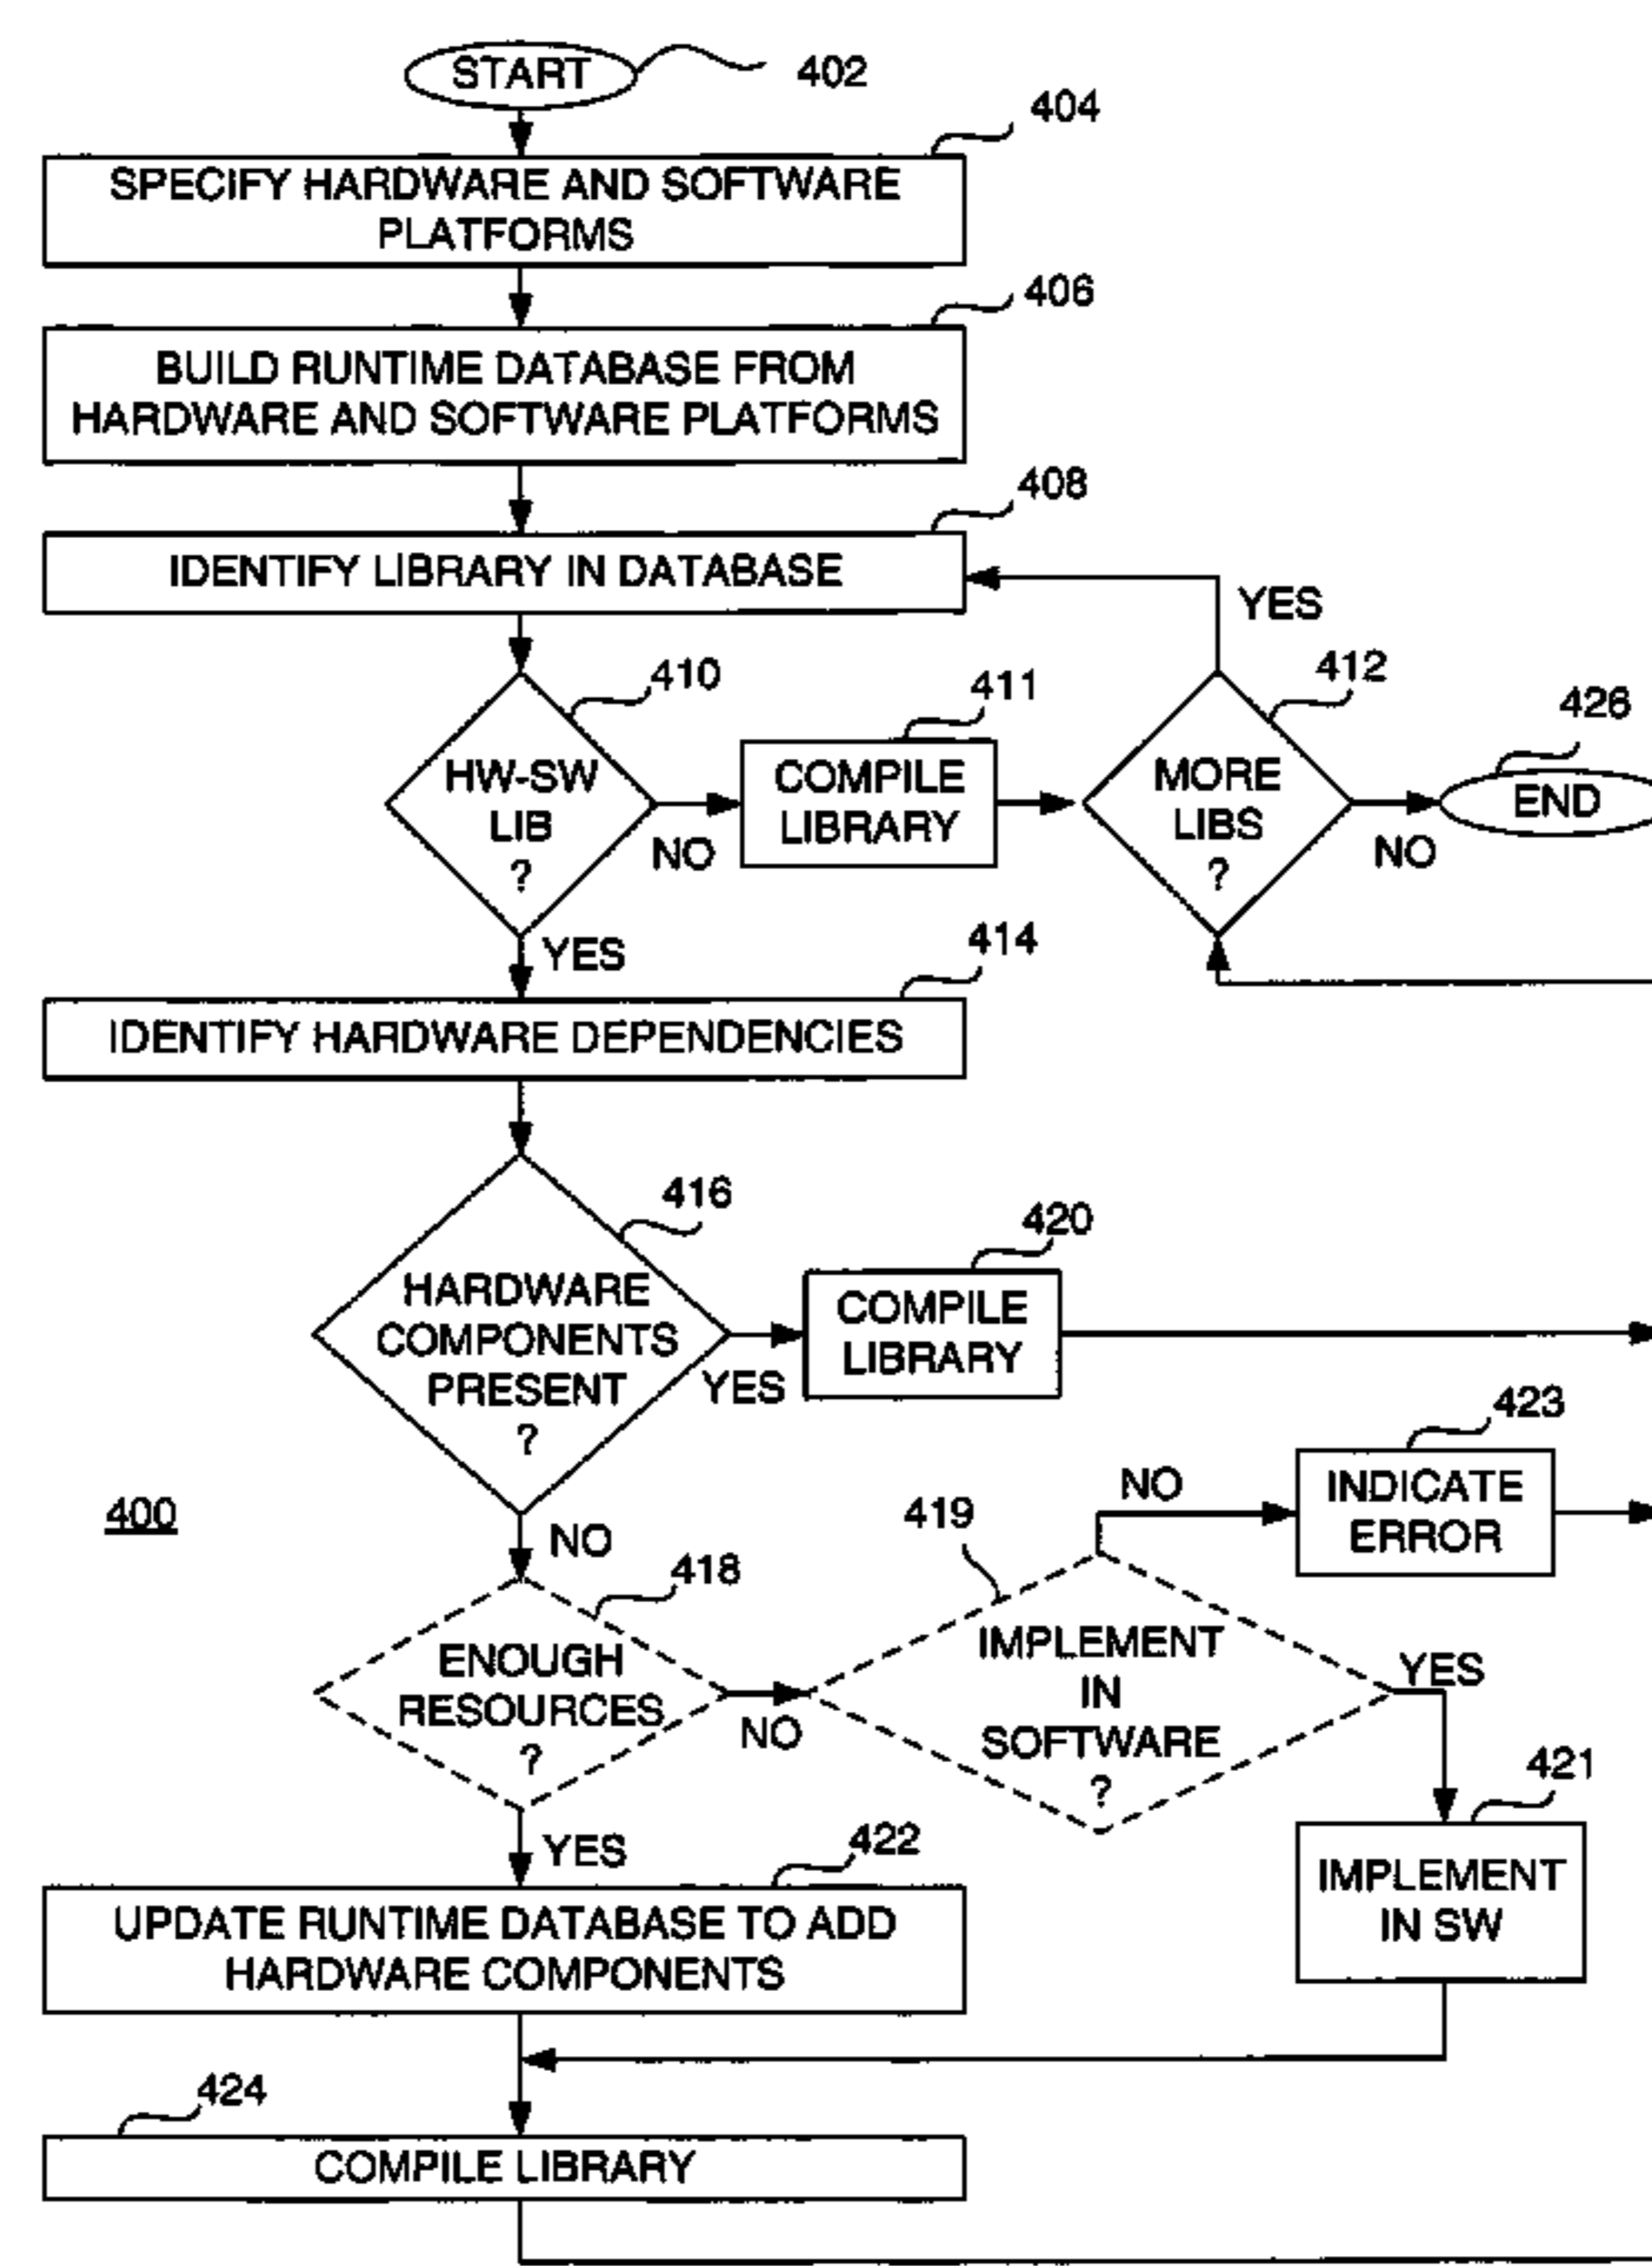 START
402
404
SPECIFY HARDWARE AND SOFTWARE
PLATFORMS
406
BUILD RUNTIME DATABASE FROM
HARDWARE AND SOFTWARE PLATFORMS
408
IDENTIFY LIBRARY IN DATABASE
YES
410
HW-SW
LIB
?
NO
411
COMPILE
LIBRARY
412
MORE
LIBS
?
NO
426
END
YES
414
IDENTIFY HARDWARE DEPENDENCIES
416
HARDWARE
COMPONENTS
PRESENT
?
YES
420
COMPILE
LIBRARY
423
INDICATE
ERROR
NO
400
NO
418
ENOUGH
RESOURCES
?
NO
419
IMPLEMENT
IN
SOFTWARE
?
YES
421
IMPLEMENT
IN SW
YES
422
UPDATE RUNTIME DATABASE TO ADD
HARDWARE COMPONENTS
424
COMPILE LIBRARY